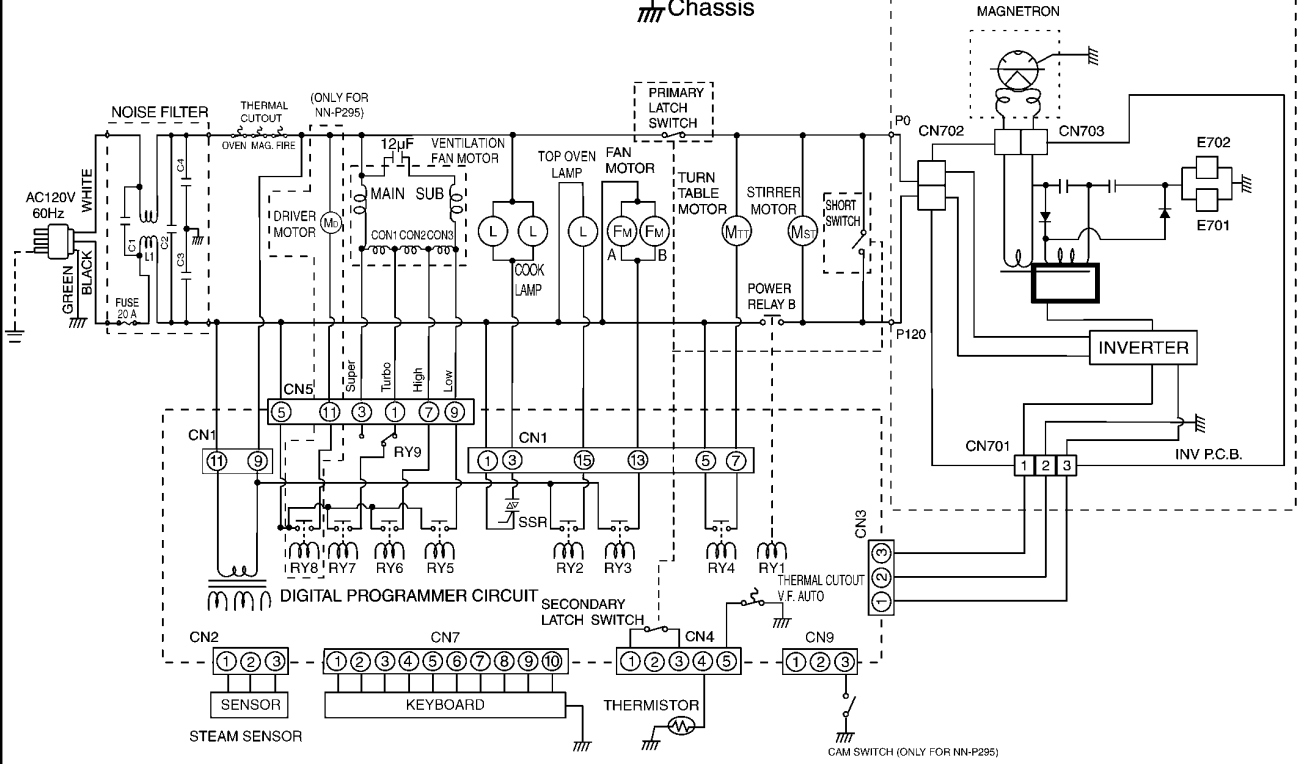 Chassis
MAGNETRON
NOISE FILTER
THERMAL
CUTOUT
OVEN MAG. FIRE
(ONLY FOR
NN-P295)
12µF
VENTILATION
FAN MOTOR
PRIMARY
LATCH
SWITCH
P0
CN702
CN703
E702
E701
AC120V
60Hz
WHITE
BLACK
GREEN
C1
L1
C2
C4
C3
FUSE
20 A
DRIVER
MOTOR
MD
MAIN
SUB
CON1
CON2
CON3
L
L
COOK
LAMP
TOP OVEN
LAMP
L
FAN
MOTOR
FM
FM
A
B
TURN
TABLE
MOTOR
MTT
STIRRER
MOTOR
MST
SHORT
SWITCH
POWER
RELAY B
P120
INVERTER
Super
Turbo
High
Low
CN5
5
11
3
1
7
9
CN1
11
9
RY9
CN1
1
3
15
13
5
7
CN701
1
2
3
INV P.C.B.
SSR
RY8
RY7
RY6
RY5
RY2
RY3
RY4
RY1
CN3
3
2
1
DIGITAL PROGRAMMER CIRCUIT
THERMAL CUTOUT
V.F. AUTO
SECONDARY
LATCH SWITCH
CN2
1 2 3
SENSOR
STEAM SENSOR
CN7
1 2 3 4 5 6 7 8 9 10
KEYBOARD
CN4
1 2 3 4 5
THERMISTOR
CN9
1 2 3
CAM SWITCH (ONLY FOR NN-P295)